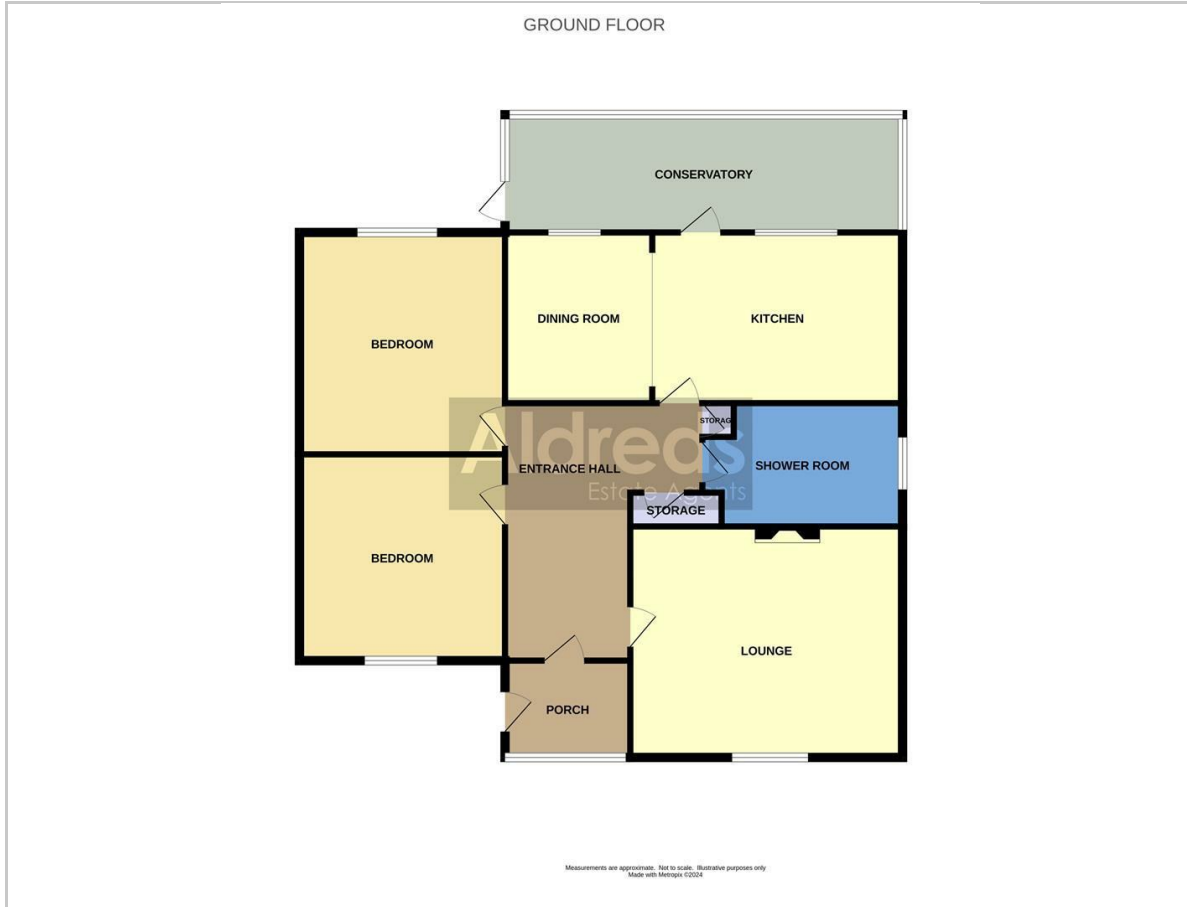 GROUND FLOOR
CONSERVATORY
DINING ROOM
KITCHEN
BEDROOM
STORAG
Aldreds
Estate Agents
ENTRANCE HALL
SHOWER ROOM
STORAGE
BEDROOM
LOUNGE
PORCH
Measurements are approximate. Not to scale. Illustrative purposes only
Made with Metropix ©2024